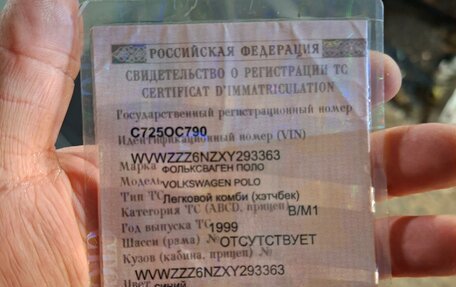 РОССИЙСКАЯ ФЕДЕРАЦИЯ
СВИДЕТЕЛЬСТВО О РЕГИСТРАЦИИ ТС
CERTIFICAT D'IMMATRICULATION
Государственный регистрационный номер
С725ОС790
Идентификационный номер (VIN)
WVWZZZ6NZXY293363
Марка ФОЛЬКСВАГЕН ПОЛО
Модель VOLKSWAGEN POLO
Тип ТС Легковой комби (хэтчбек)
Категория ТС (ABCD, прицеп) B/M1
Год выпуска ТС 1999
Шасси (рама) № ОТСУТСТВУЕТ
Кузов (кабина, прицеп) №
WVWZZZ6NZXY293363
Цвет СИНИЙ